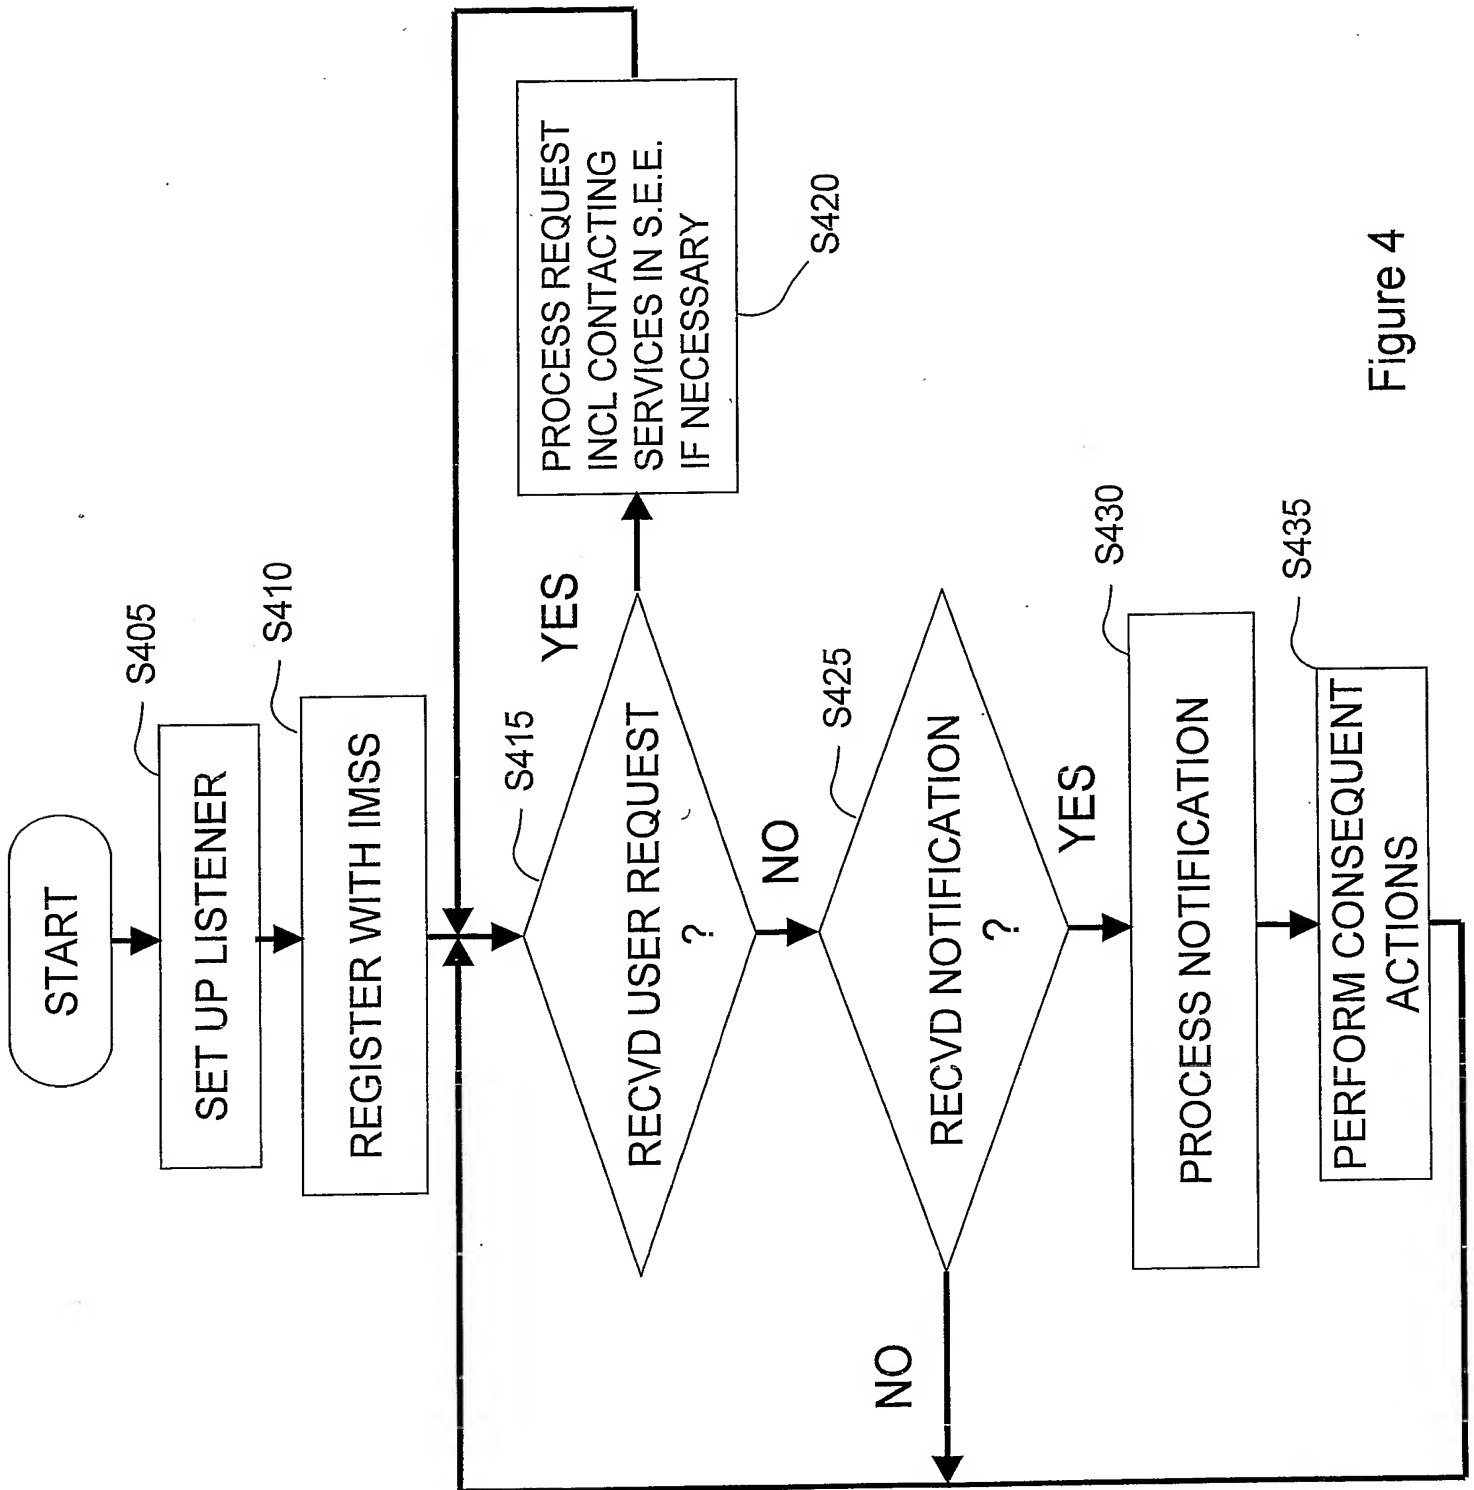 START
S405
SET UP LISTENER
S410
REGISTER WITH IMSS
S415
RECVD USER REQUEST
?
YES
PROCESS REQUEST
INCL CONTACTING
SERVICES IN S.E.E.
IF NECESSARY
S420
NO
S425
RECVD NOTIFICATION
?
NO
YES
S430
PROCESS NOTIFICATION
S435
PERFORM CONSEQUENT
ACTIONS
Figure 4